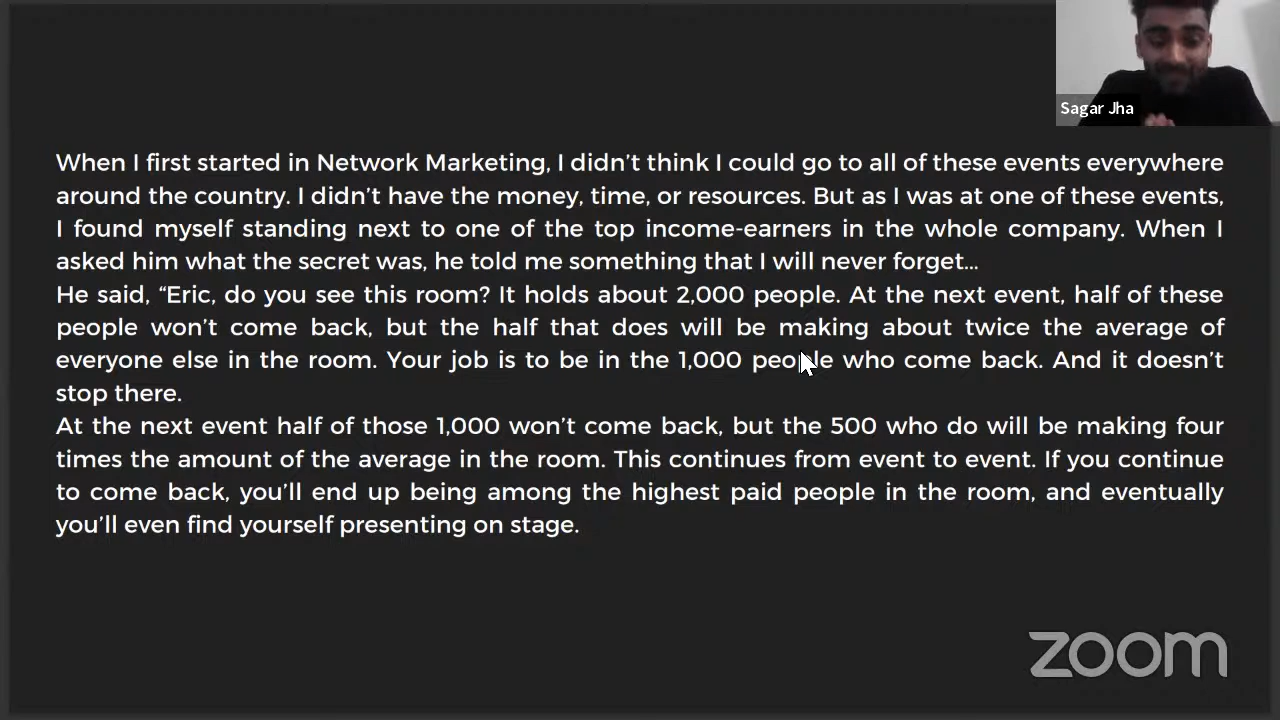 Sagar Jha
When I first started in Network Marketing, I didn’t think I could go to all of these events everywhere
around the country. I didn’t have the money, time, or resources. But as I was at one of these events,
I found myself standing next to one of the top income-earners in the whole company. When I
asked him what the secret was, he told me something that I will never forget...
He said, “Eric, do you see this room? It holds about 2,000 people. At the next event, half of these
people won’t come back, but the half that does will be making about twice the average of
everyone else in the room. Your job is to be in the 1,000 people who come back. And it doesn’t
stop there.
At the next event half of those 1,000 won’t come back, but the 500 who do will be making four
times the amount of the average in the room. This continues from event to event. If you continue
to come back, you’ll end up being among the highest paid people in the room, and eventually
you’ll even find yourself presenting on stage.
zoom